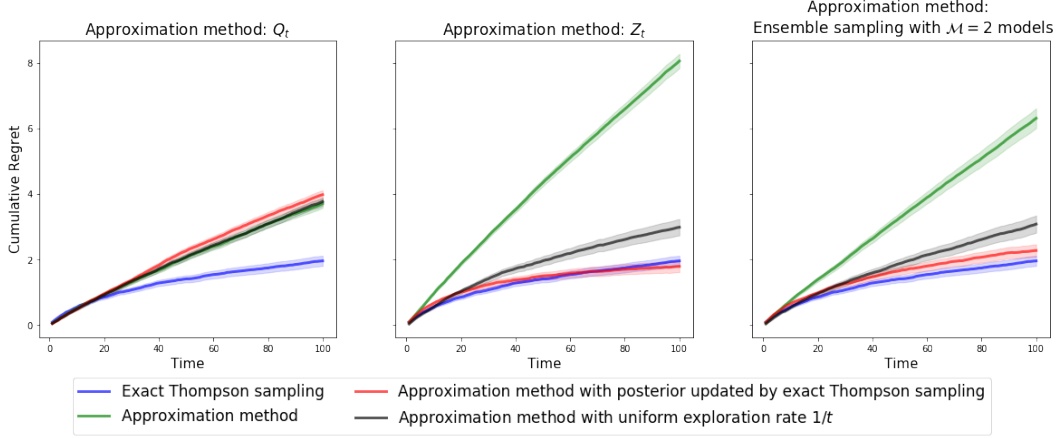 Approximation method: Qt
Approximation method: Zt
Approximation method:
Ensemble sampling with M = 2 models
Cumulative Regret
8
6
4
2
0
0 20 40 60 80 100
0 20 40 60 80 100
0 20 40 60 80 100
Time
Time
Time
Exact Thompson sampling
Approximation method
Approximation method with posterior updated by exact Thompson sampling
Approximation method with uniform exploration rate 1/t